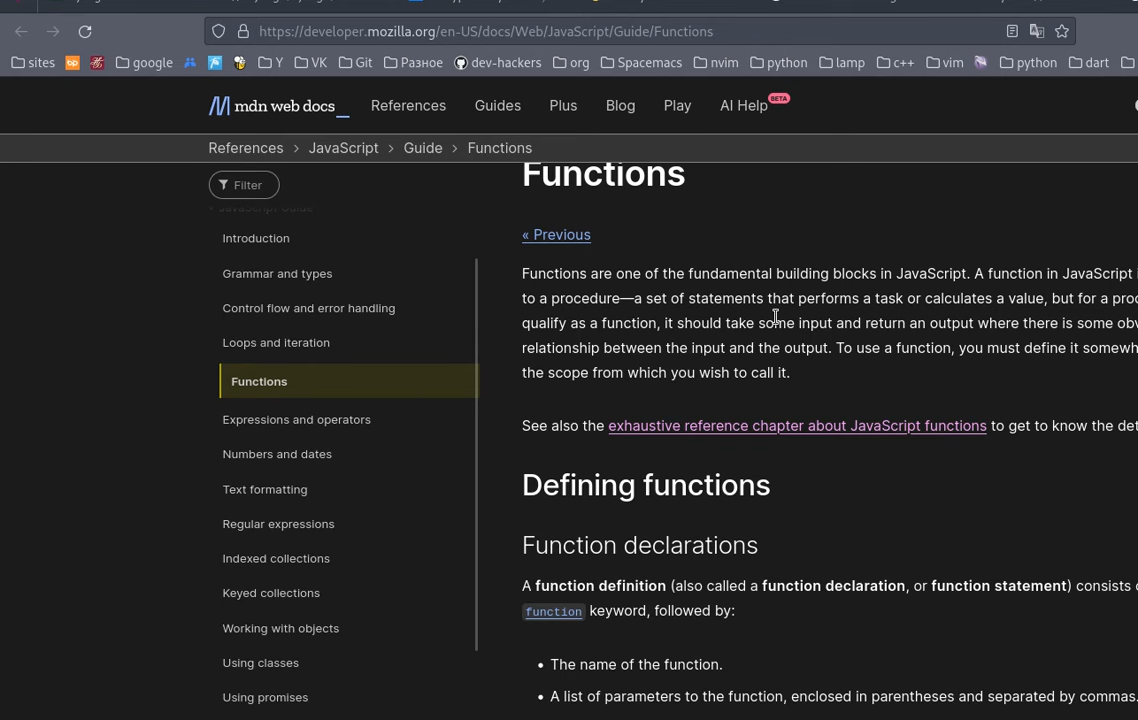 https://developer.mozilla.org/en-US/docs/Web/JavaScript/Guide/Functions
sites google Y VK Git Разное dev-hackers org Spacemacs nvim python lamp c++ vim python dart
mdn web docs_ References Guides Plus Blog Play AI Help BETA
References > JavaScript > Guide > Functions
Filter
JavaScript Guide
Introduction
Grammar and types
Control flow and error handling
Loops and iteration
Functions
Expressions and operators
Numbers and dates
Text formatting
Regular expressions
Indexed collections
Keyed collections
Working with objects
Using classes
Using promises
Functions
« Previous
Functions are one of the fundamental building blocks in JavaScript. A function in JavaScript
to a procedure—a set of statements that performs a task or calculates a value, but for a
qualify as a function, it should take some input and return an output where there is some
relationship between the input and the output. To use a function, you must define it
the scope from which you wish to call it.
See also the exhaustive reference chapter about JavaScript functions to get to know the
Defining functions
Function declarations
A function definition (also called a function declaration, or function statement) consists
function keyword, followed by:
• The name of the function.
• A list of parameters to the function, enclosed in parentheses and separated by commas.